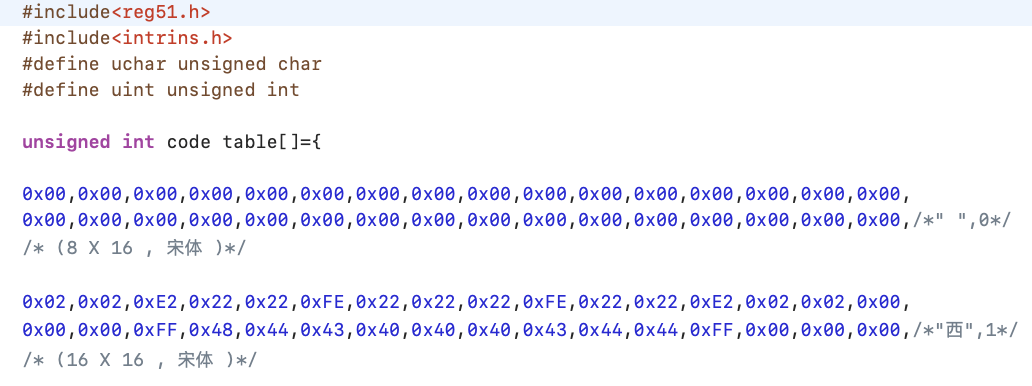 #include<reg51.h>
#include<intrins.h>
#define uchar unsigned char
#define uint unsigned int
unsigned int code table[]={
0x00,0x00,0x00,0x00,0x00,0x00,0x00,0x00,0x00,0x00,0x00,0x00,0x00,0x00,0x00,0x00,
0x00,0x00,0x00,0x00,0x00,0x00,0x00,0x00,0x00,0x00,0x00,0x00,0x00,0x00,0x00,0x00,/*" ",0*/
/* (8 X 16 , 宋体 )*/
0x02,0x02,0xE2,0x22,0x22,0xFE,0x22,0x22,0x22,0xFE,0x22,0x22,0xE2,0x02,0x02,0x00,
0x00,0x00,0xFF,0x48,0x44,0x43,0x40,0x40,0x40,0x43,0x44,0x44,0xFF,0x00,0x00,0x00,/*"西",1*/
/* (16 X 16 , 宋体 )*/